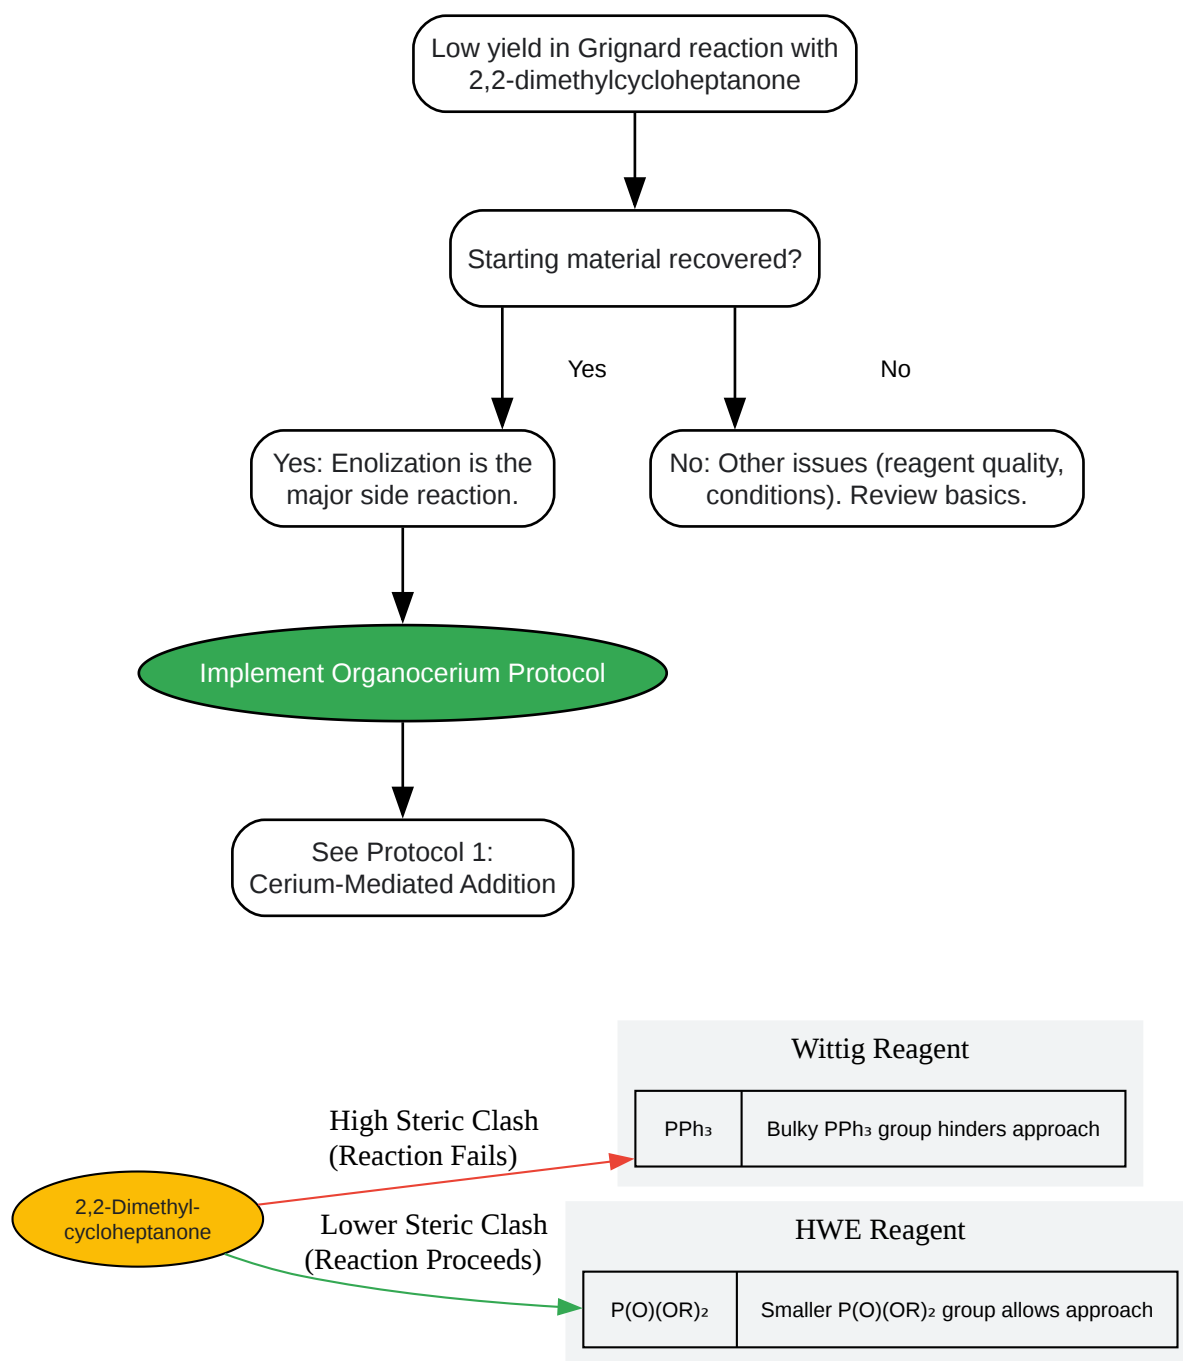 Low yield in Grignard reaction with
2,2-dimethylcycloheptanone
Starting material recovered?
Yes
No
Yes: Enolization is the
major side reaction.
No: Other issues (reagent quality,
conditions). Review basics.
Implement Organocerium Protocol
See Protocol 1:
Cerium-Mediated Addition
Wittig Reagent
PPh₃
Bulky PPh₃ group hinders approach
High Steric Clash
(Reaction Fails)
2,2-Dimethyl-
cycloheptanone
Lower Steric Clash
(Reaction Proceeds)
HWE Reagent
P(O)(OR)₂
Smaller P(O)(OR)₂ group allows approach